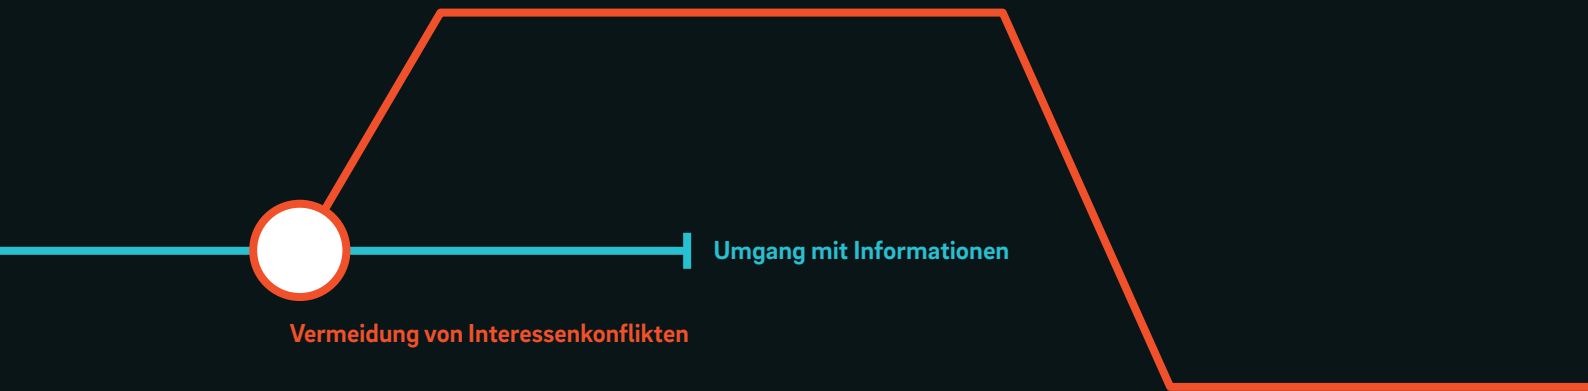 Umgang mit Informationen
Vermeidung von Interessenkonflikten